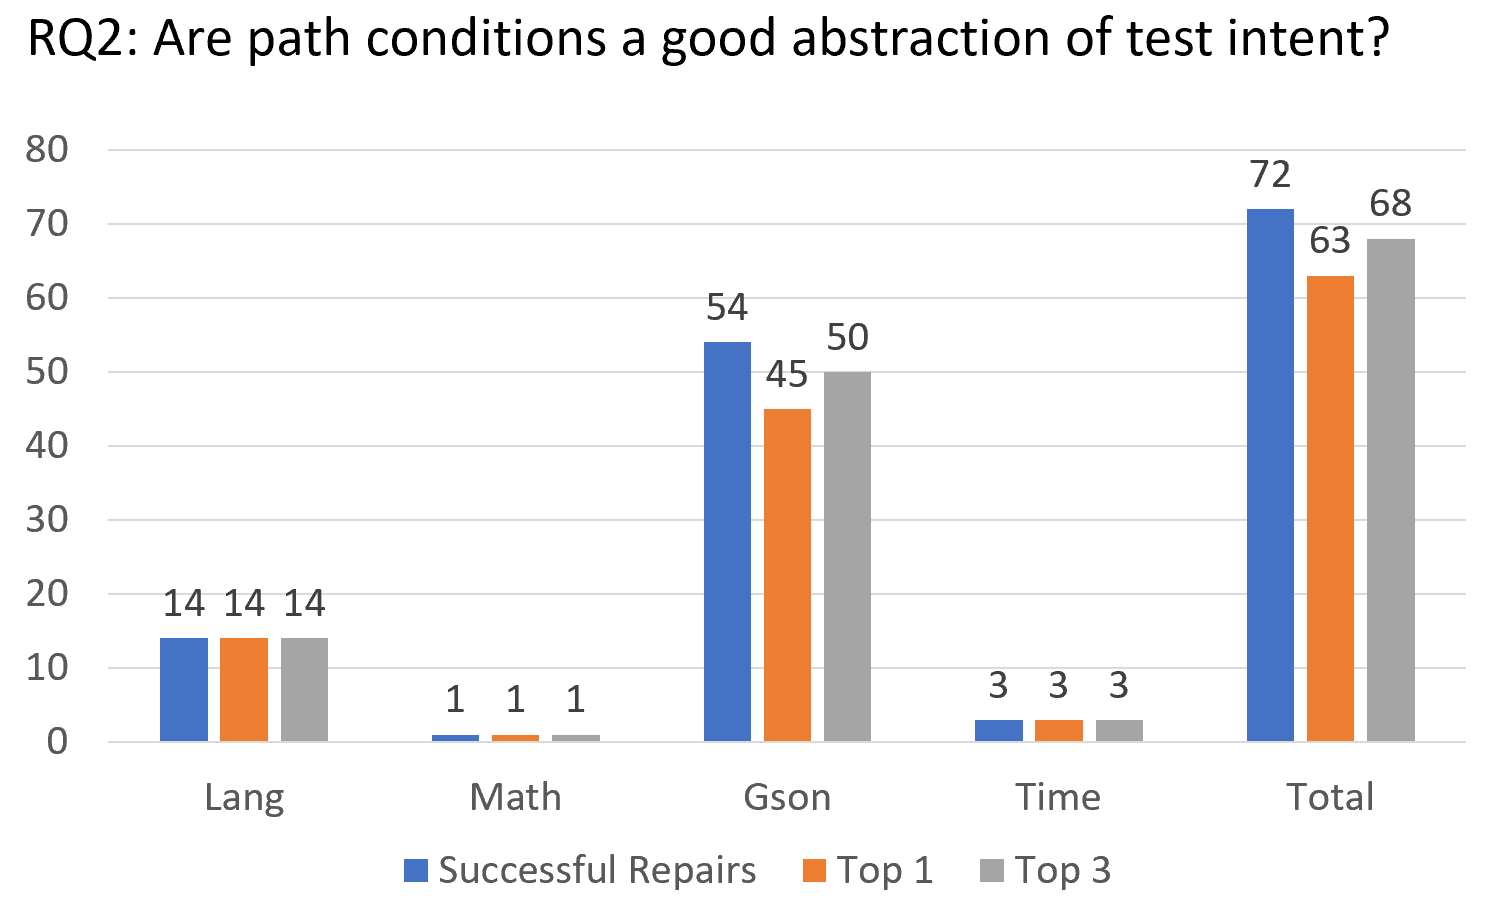 RQ2: Are path conditions a good abstraction of test intent?
80
70
60
50
40
30
20
10
0
14 14 14
1 1 1
54 45 50
3 3 3
72 63 68
Lang Math Gson Time Total
Successful Repairs Top 1 Top 3